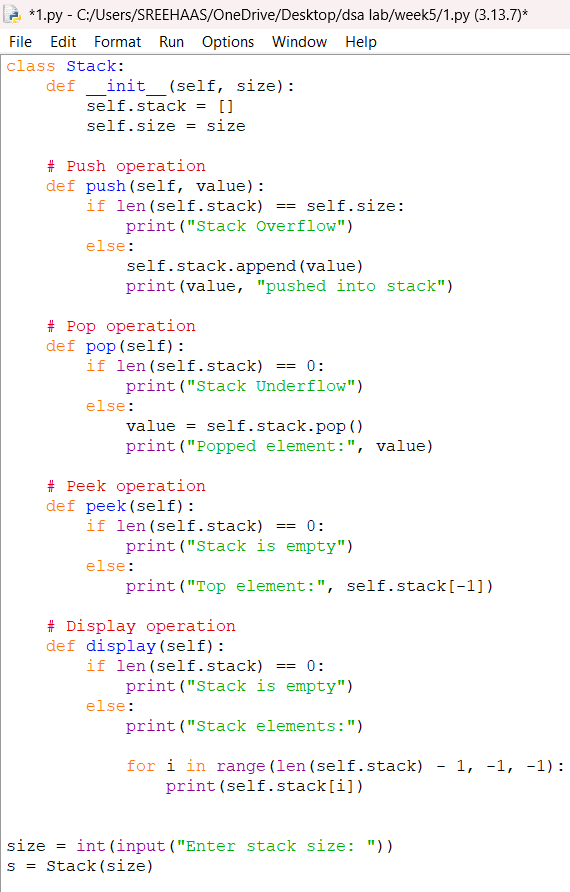 *1.py - C:/Users/SREEHAAS/OneDrive/Desktop/dsa lab/week5/1.py (3.13.7)*
File Edit Format Run Options Window Help
class Stack:
    def __init__(self, size):
        self.stack = []
        self.size = size

    # Push operation
    def push(self, value):
        if len(self.stack) == self.size:
            print("Stack Overflow")
        else:
            self.stack.append(value)
            print(value, "pushed into stack")

    # Pop operation
    def pop(self):
        if len(self.stack) == 0:
            print("Stack Underflow")
        else:
            value = self.stack.pop()
            print("Popped element:", value)

    # Peek operation
    def peek(self):
        if len(self.stack) == 0:
            print("Stack is empty")
        else:
            print("Top element:", self.stack[-1])

    # Display operation
    def display(self):
        if len(self.stack) == 0:
            print("Stack is empty")
        else:
            print("Stack elements:")

            for i in range(len(self.stack) - 1, -1, -1):
                print(self.stack[i])


size = int(input("Enter stack size: "))
s = Stack(size)